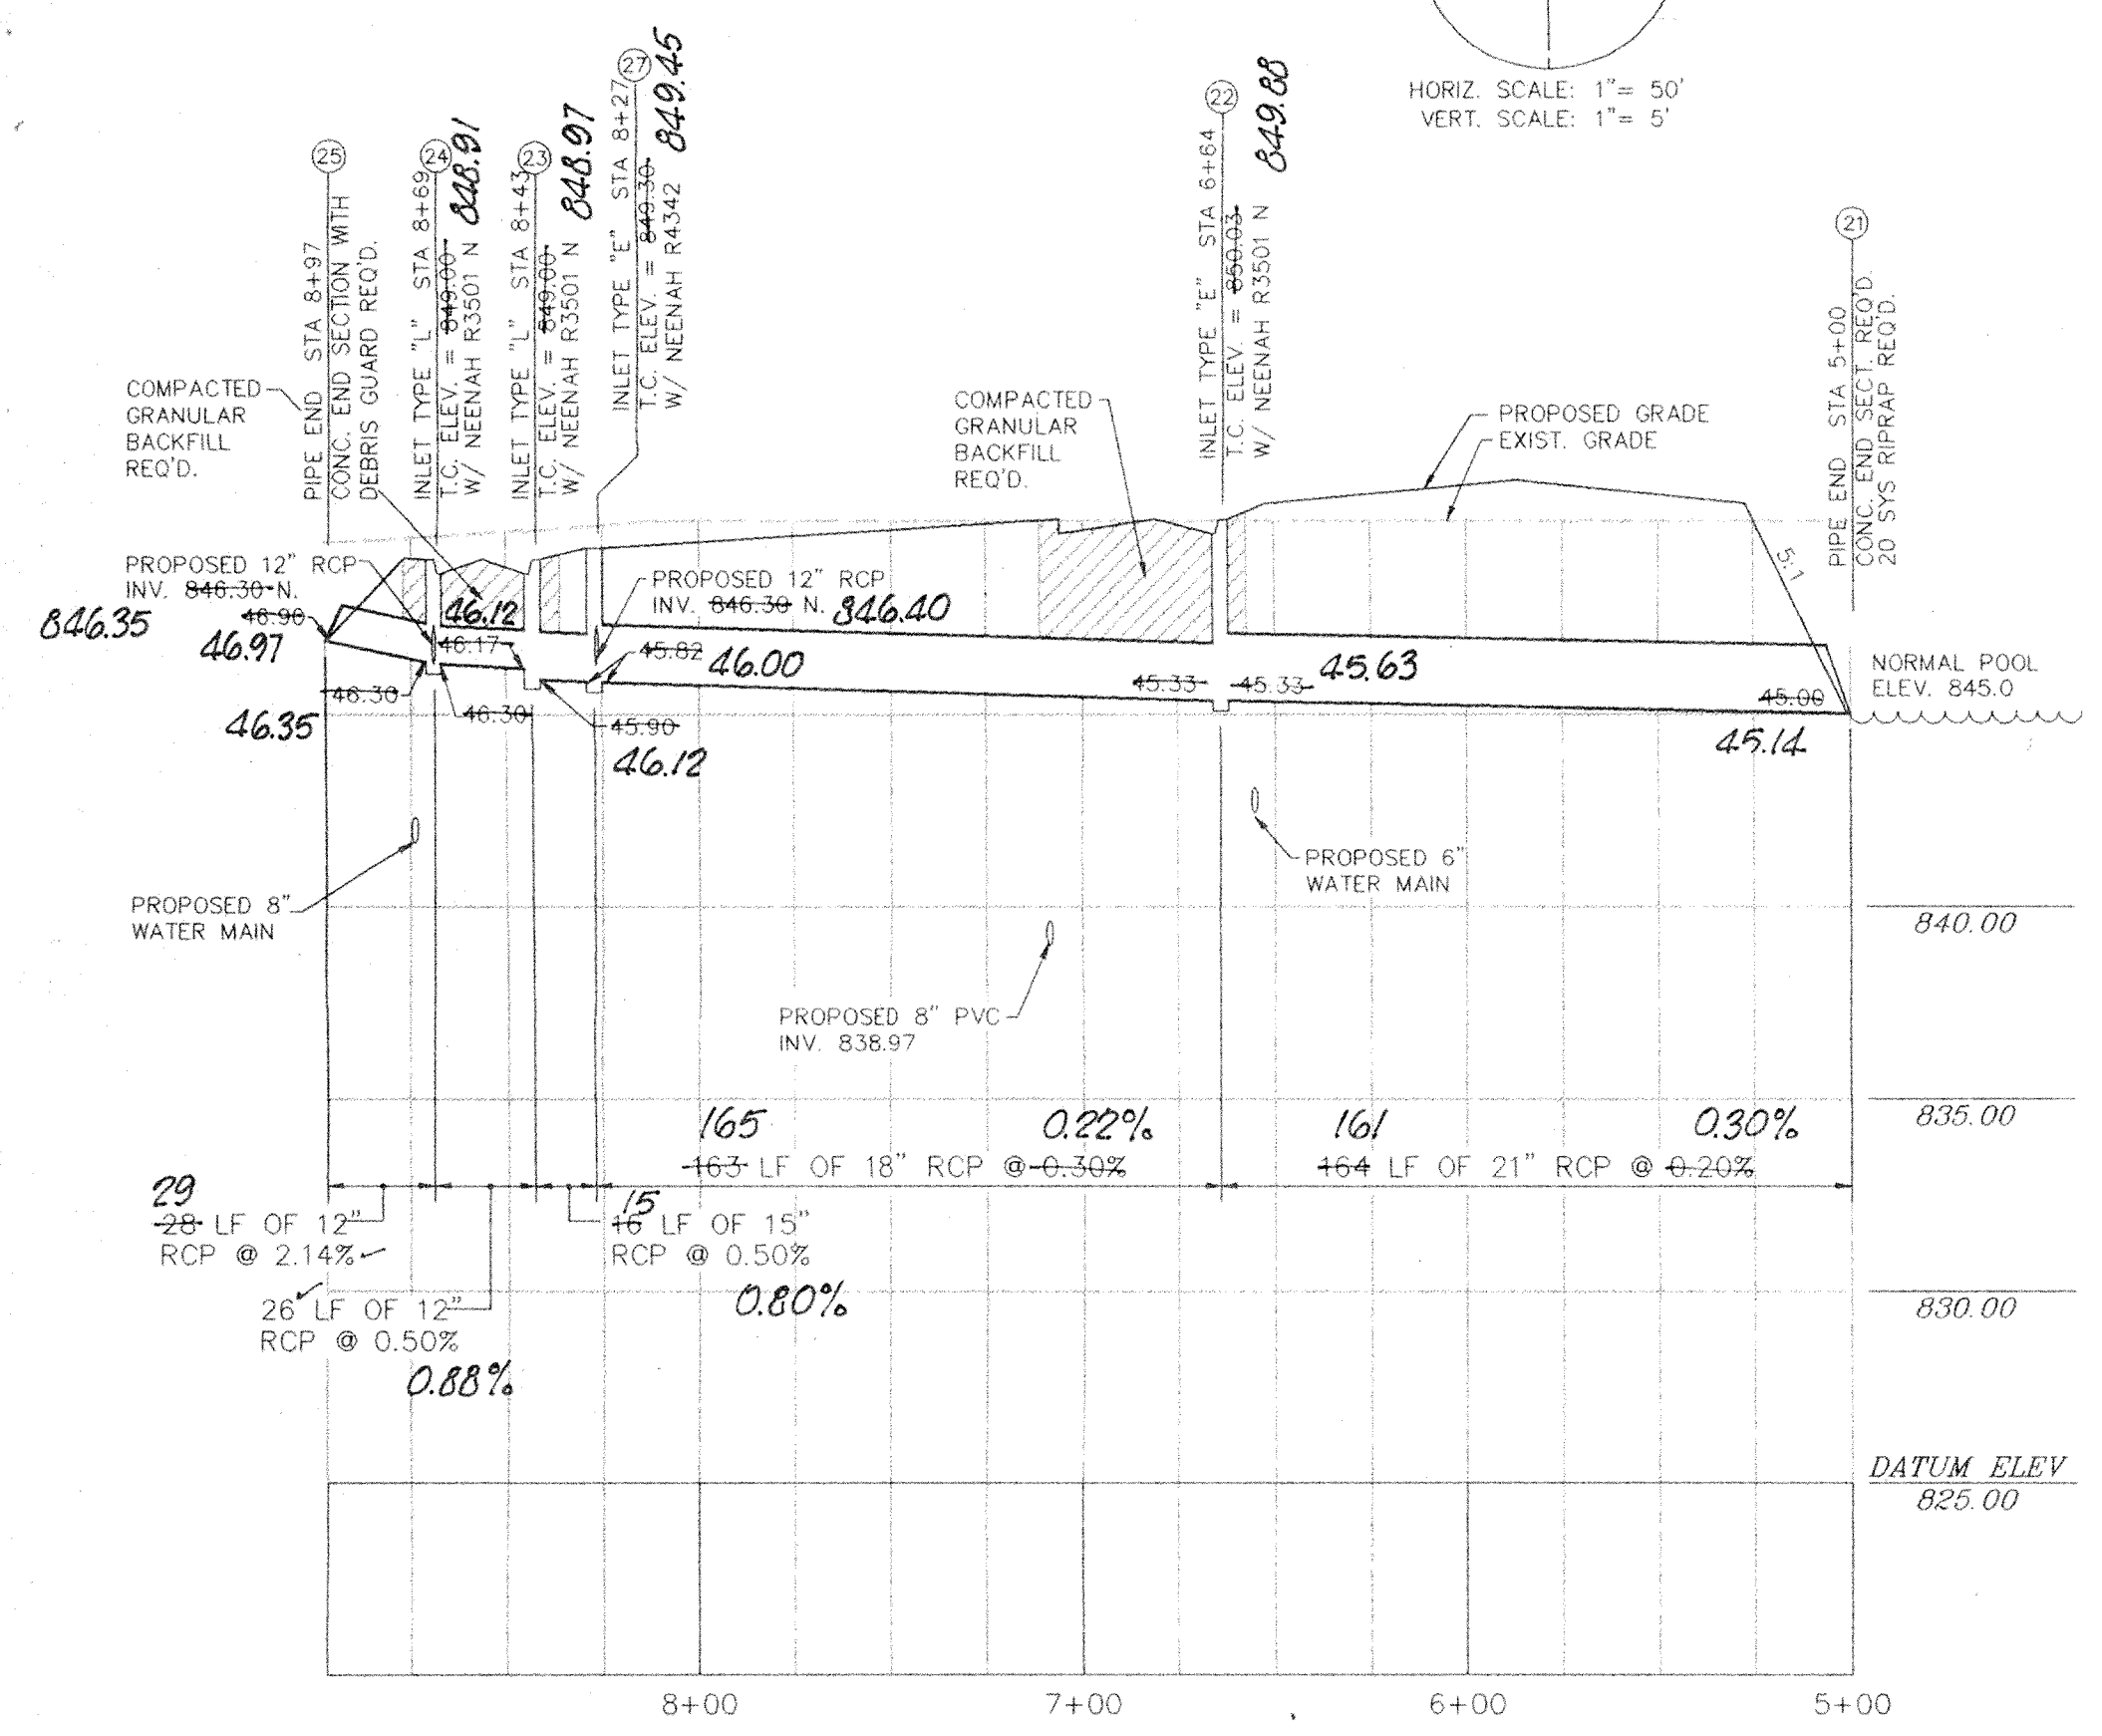 HORIZ. SCALE: 1"= 50'
VERT. SCALE: 1"= 5'
25
PIPE END STA 8+97
CONC. END SECTION WITH
DEBRIS GUARD REQ'D.
24
INLET TYPE "L" STA 8+69
T.C. ELEV. = 849.00 848.91
W/ NEENAH R3501 N
23
INLET TYPE "L" STA 8+43
T.C. ELEV. = 849.00 848.97
W/ NEENAH R3501 N
27
INLET TYPE "E" STA 8+27
T.C. ELEV. = 849.30 849.45
W/ NEENAH R4342
22
INLET TYPE "E" STA 6+64
T.C. ELEV. = 850.03 849.88
W/ NEENAH R3501 N
21
PIPE END STA 5+00
CONC. END SECT. REQ'D.
20 SYS RIPRAP REQ'D.
COMPACTED
GRANULAR
BACKFILL
REQ'D.
COMPACTED
GRANULAR
BACKFILL
REQ'D.
PROPOSED GRADE
EXIST. GRADE
5:1
PROPOSED 12" RCP
INV. 846.30 N.
846.35
46.90
46.97
46.12
46.17
PROPOSED 12" RCP
INV. 846.30 N. 846.40
45.82 46.00
45.33
45.33 45.63
45.00
45.14
NORMAL POOL
ELEV. 845.0
46.30
46.35
46.30
45.90
46.12
PROPOSED 8"
WATER MAIN
PROPOSED 6"
WATER MAIN
PROPOSED 8" PVC
INV. 838.97
840.00
835.00
830.00
DATUM ELEV
825.00
165 0.22%
163 LF OF 18" RCP @ 0.30%
161 0.30%
164 LF OF 21" RCP @ 0.20%
29
28 LF OF 12"
RCP @ 2.14%
15
16 LF OF 15"
RCP @ 0.50%
0.80%
26 LF OF 12"
RCP @ 0.50%
0.88%
8+00
7+00
6+00
5+00